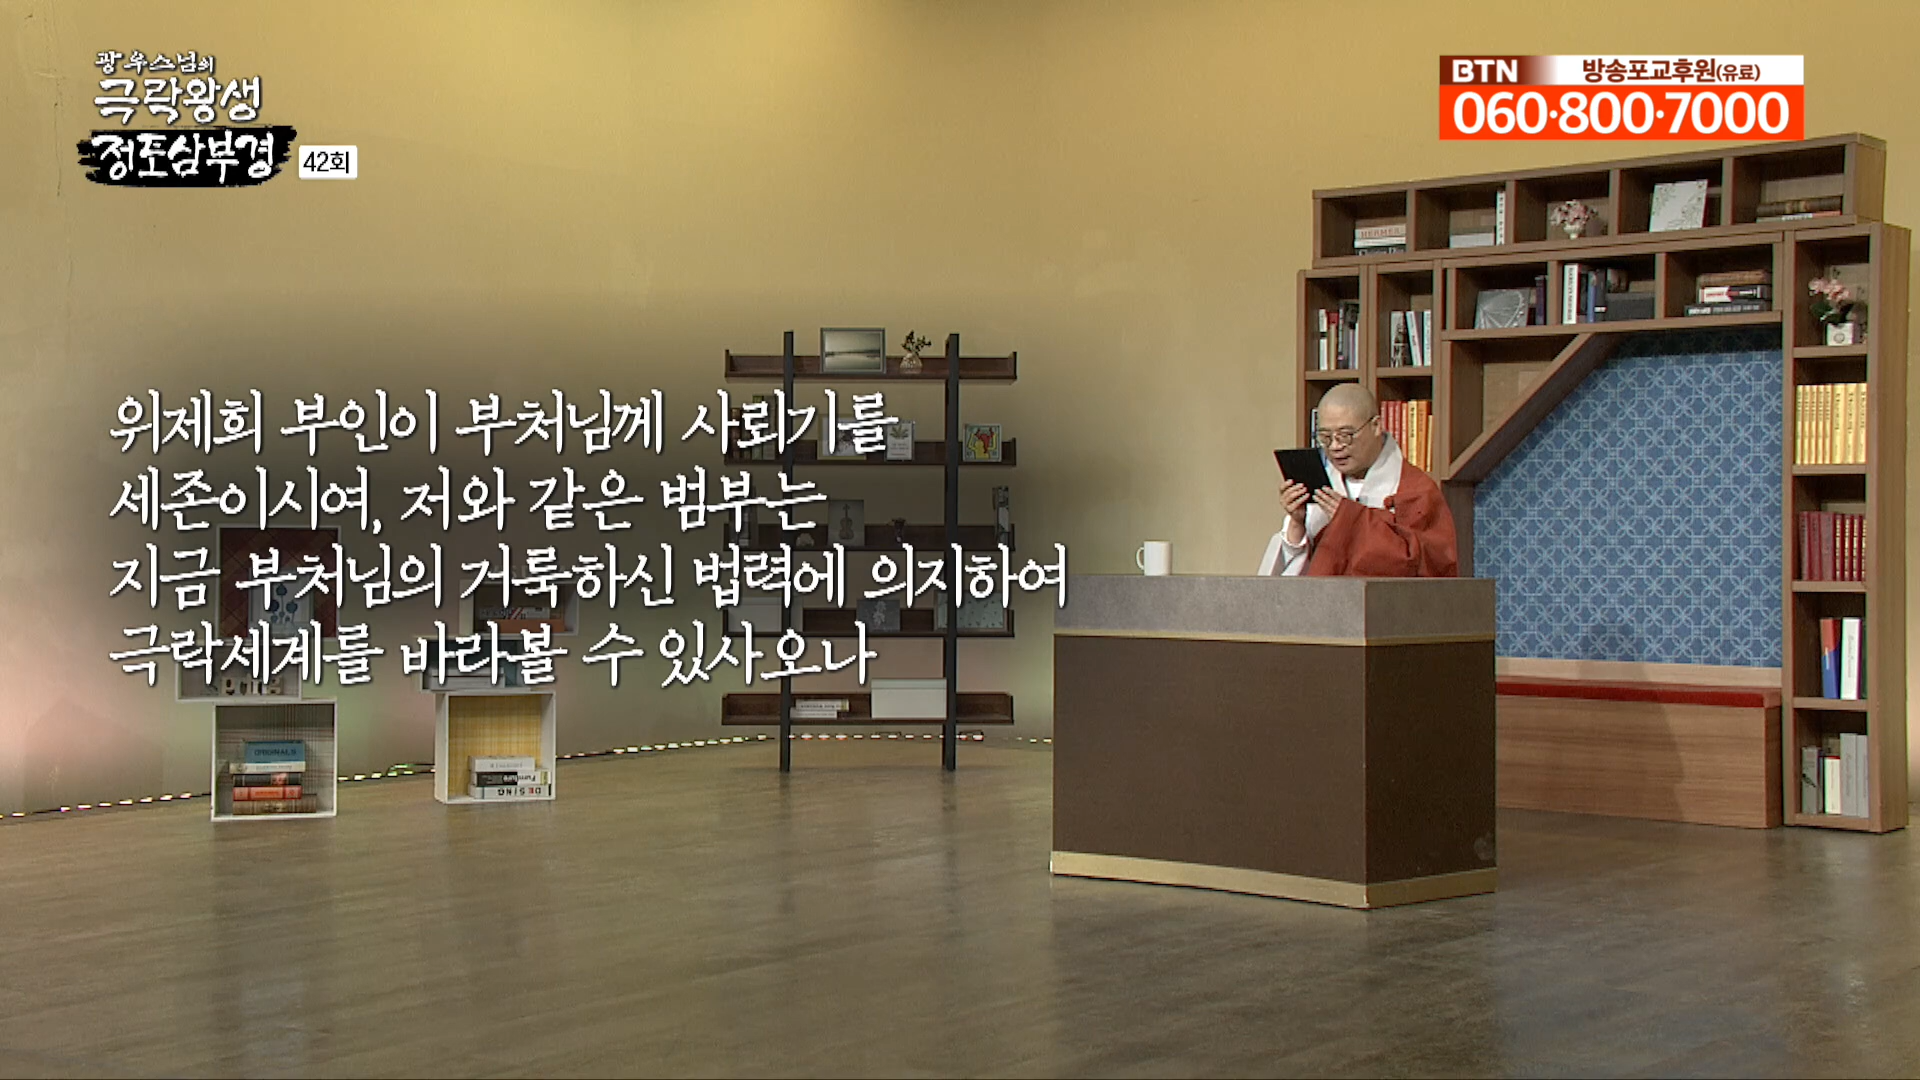 광우스님의
극락왕생
정토삼부경
42회
BTN 방송포교후원(유료)
060·800·7000
위제희 부인이 부처님께 사뢰기를
세존이시여, 저와 같은 범부는
지금 부처님의 거룩하신 법력에 의지하여
극락세계를 바라볼 수 있사오나
HERMES
ORIGINALS
Furniture
DESING